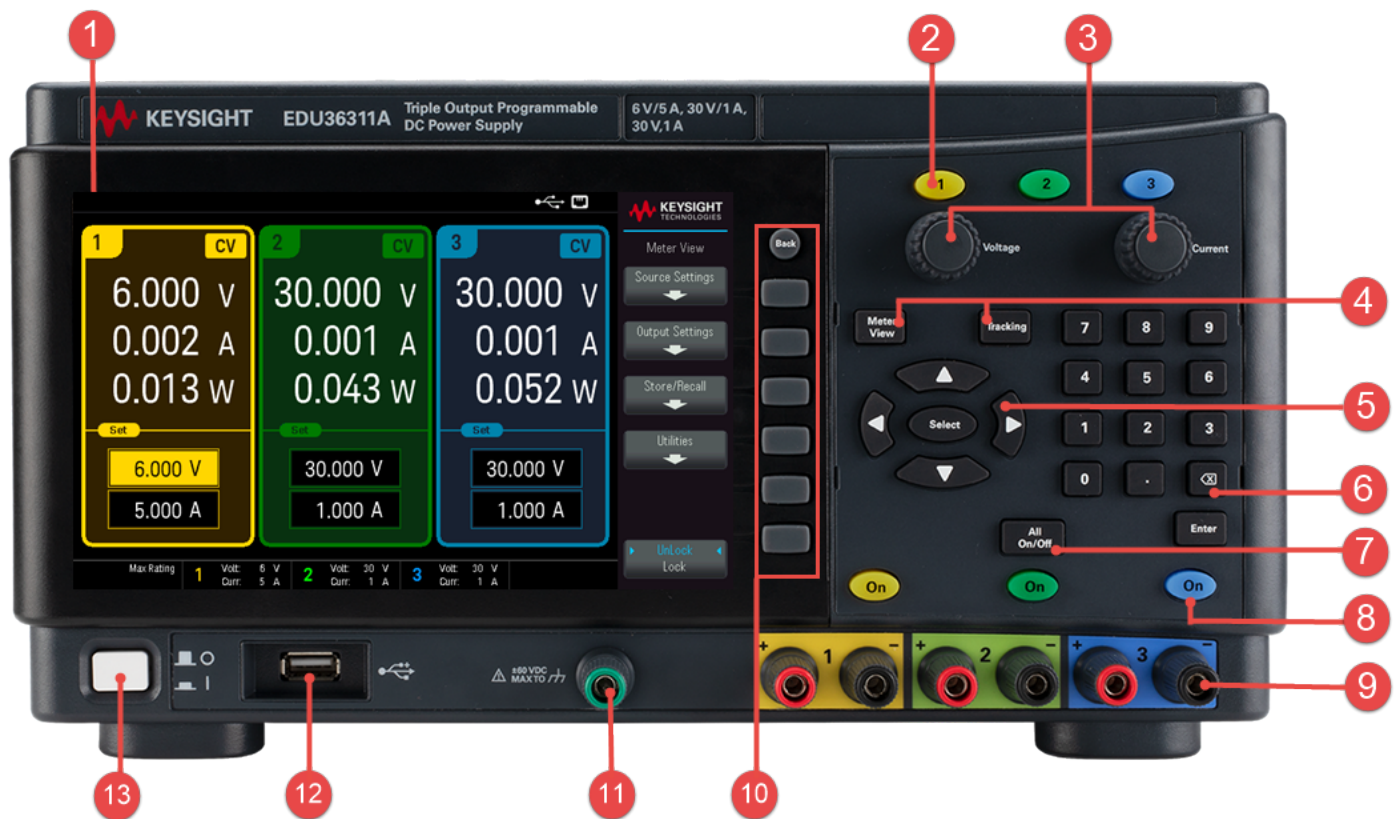 1
2
3
KEYSIGHT EDU36311A Triple Output Programmable DC Power Supply 6 V/5 A, 30 V/1 A, 30 V,1 A
1 2 3
KEYSIGHT TECHNOLOGIES
Back
Voltage
Current
Meter View
1 CV
2 CV
3 CV
6.000 V
30.000 V
30.000 V
0.002 A
0.001 A
0.001 A
0.013 W
0.043 W
0.052 W
Set
Set
Set
6.000 V
30.000 V
30.000 V
5.000 A
1.000 A
1.000 A
Source Settings
Output Settings
Store/Recall
Utilities
UnLock
Lock
Max Rating
1 Volt: 6 V
Curr: 5 A
2 Volt: 30 V
Curr: 1 A
3 Volt: 30 V
Curr: 1 A
Meter View
Tracking
7 8 9
4 5 6
1 2 3
0 .
Select
Enter
All On/Off
On
On
On
4
5
6
7
8
9
±60 VDC
MAX TO
+ 1 -
+ 2 -
+ 3 -
13
12
11
10